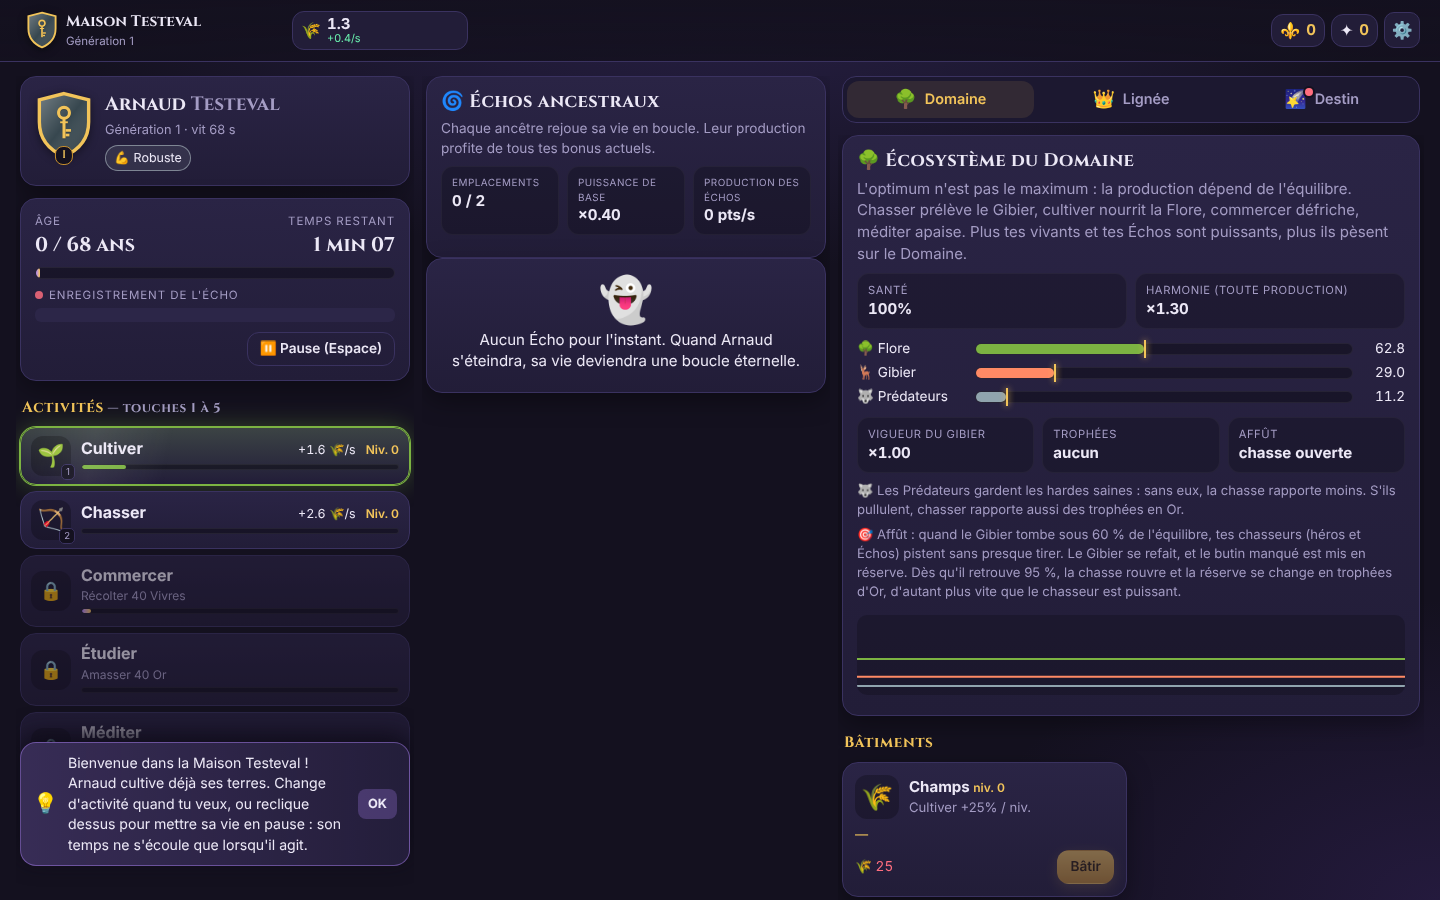 Maison Testeval
Génération 1
1.3
+0.4/s
0
0
Arnaud Testeval
Génération 1 · vit 68 s
I
Robuste
ÂGE
TEMPS RESTANT
0 / 68 ans
1 min 07
ENREGISTREMENT DE L'ÉCHO
Pause (Espace)
Activités — touches 1 à 5
Cultiver
+1.6 /s Niv. 0
1
Chasser
+2.6 /s Niv. 0
2
Commercer
Récolter 40 Vivres
Étudier
Amasser 40 Or
Méditer
Bienvenue dans la Maison Testeval !
Arnaud cultive déjà ses terres. Change
d'activité quand tu veux, ou reclique
dessus pour mettre sa vie en pause : son
temps ne s'écoule que lorsqu'il agit.
OK
Échos ancestraux
Chaque ancêtre rejoue sa vie en boucle. Leur production
profite de tous tes bonus actuels.
EMPLACEMENTS
0 / 2
PUISSANCE DE
BASE
×0.40
PRODUCTION DES
ÉCHOS
0 pts/s
Aucun Écho pour l'instant. Quand Arnaud
s'éteindra, sa vie deviendra une boucle éternelle.
Domaine
Lignée
Destin
Écosystème du Domaine
L'optimum n'est pas le maximum : la production dépend de l'équilibre.
Chasser prélève le Gibier, cultiver nourrit la Flore, commercer défriche,
méditer apaise. Plus tes vivants et tes Échos sont puissants, plus ils pèsent
sur le Domaine.
SANTÉ
100%
HARMONIE (TOUTE PRODUCTION)
×1.30
Flore 62.8
Gibier 29.0
Prédateurs 11.2
VIGUEUR DU GIBIER
×1.00
TROPHÉES
aucun
AFFÛT
chasse ouverte
Les Prédateurs gardent les hardes saines : sans eux, la chasse rapporte moins. S'ils
pullulent, chasser rapporte aussi des trophées en Or.
Affût : quand le Gibier tombe sous 60 % de l'équilibre, tes chasseurs (héros et
Échos) pistent sans presque tirer. Le Gibier se refait, et le butin manqué est mis en
réserve. Dès qu'il retrouve 95 %, la chasse rouvre et la réserve se change en trophées
d'Or, d'autant plus vite que le chasseur est puissant.
Bâtiments
Champs niv. 0
Cultiver +25% / niv.
—
25
Bâtir